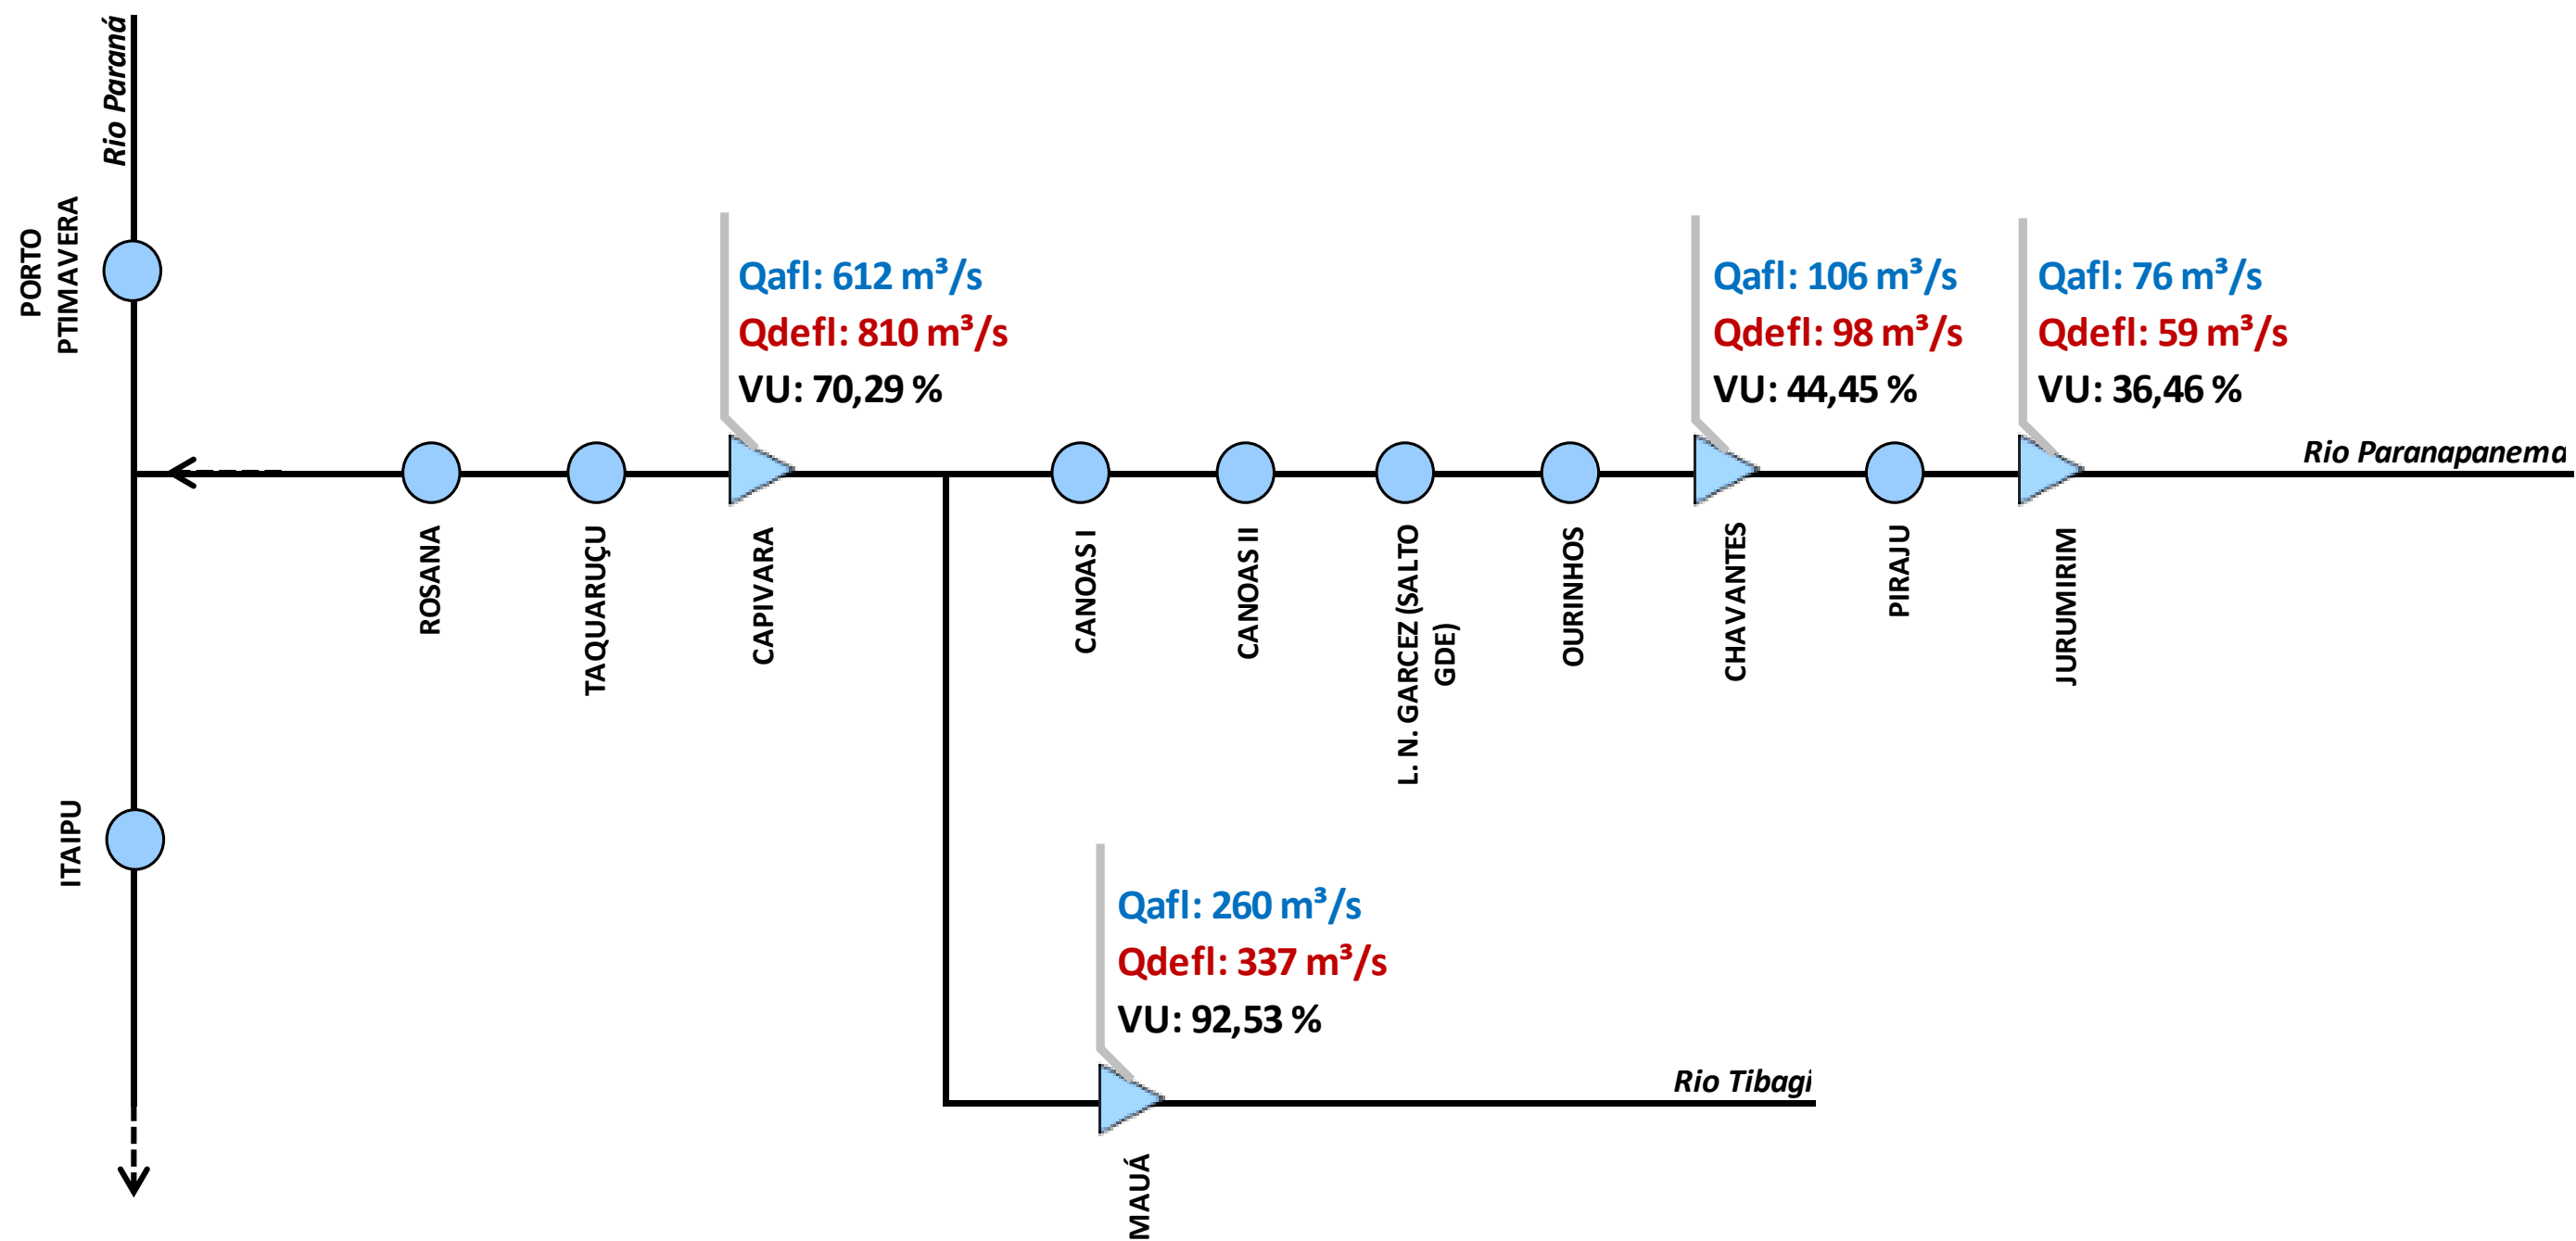 Rio Paraná
PORTO
PTIMAVERA
Qafl: 612 m³/s
Qdefl: 810 m³/s
VU: 70,29 %
Qafl: 106 m³/s
Qdefl: 98 m³/s
VU: 44,45 %
Qafl: 76 m³/s
Qdefl: 59 m³/s
VU: 36,46 %
Rio Paranapanema
ROSANA
TAQUARUÇU
CAPIVARA
CANOAS I
CANOAS II
L. N. GARCEZ (SALTO
GDE)
OURINHOS
CHAVANTES
PIRAJU
JURUMIRIM
ITAIPU
Qafl: 260 m³/s
Qdefl: 337 m³/s
VU: 92,53 %
Rio Tibagi
MAUÁ